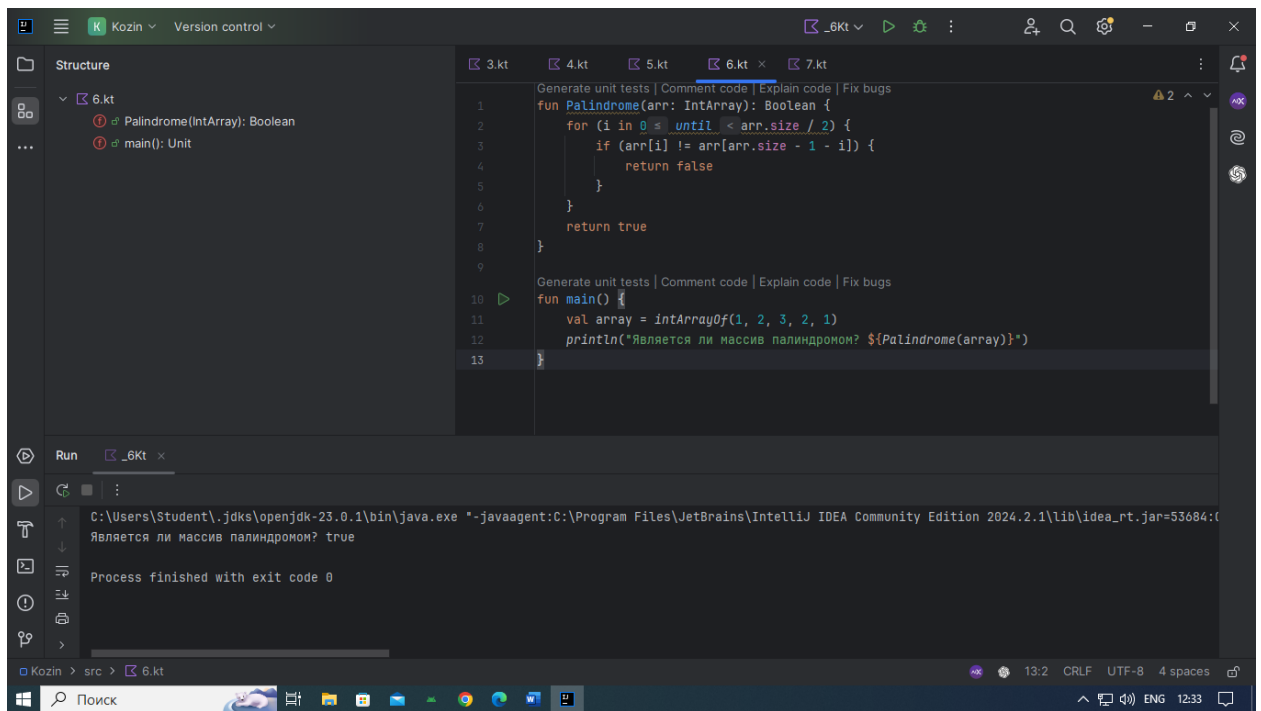 K Kozin Version control _6Kt
Structure
6.kt
Palindrome(IntArray): Boolean
main(): Unit
3.kt 4.kt 5.kt 6.kt 7.kt
Generate unit tests | Comment code | Explain code | Fix bugs
2
1 fun Palindrome(arr: IntArray): Boolean {
2 for (i in 0 ≤ until < arr.size / 2) {
3 if (arr[i] != arr[arr.size - 1 - i]) {
4 return false
5 }
6 }
7 return true
8 }
9
Generate unit tests | Comment code | Explain code | Fix bugs
10 fun main() {
11 val array = intArrayOf(1, 2, 3, 2, 1)
12 println("Является ли массив палиндромом? ${Palindrome(array)}")
13 }
Run _6Kt
C:\Users\Student\.jdks\openjdk-23.0.1\bin\java.exe "-javaagent:C:\Program Files\JetBrains\IntelliJ IDEA Community Edition 2024.2.1\lib\idea_rt.jar=53684:
Является ли массив палиндромом? true
Process finished with exit code 0
Kozin > src > 6.kt 13:2 CRLF UTF-8 4 spaces
Поиск ENG 12:33